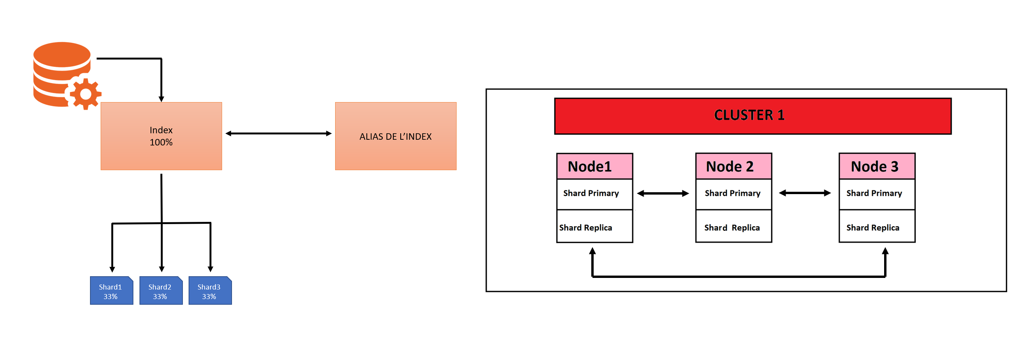 Index
100%
ALIAS DE L'INDEX
Shard1
33%
Shard2
33%
Shard3
33%
CLUSTER 1
Node1
Shard Primary
Shard Replica
Node 2
Shard Primary
Shard Replica
Node 3
Shard Primary
Shard Replica